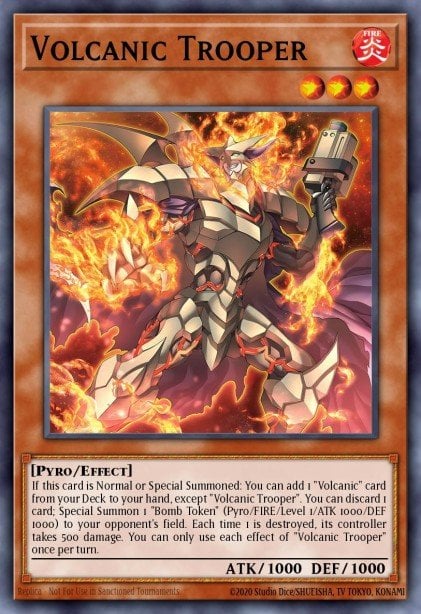 VOLCANIC TROOPER
FIRE
炎
[PYRO/EFFECT]
If this card is Normal or Special Summoned: You can add 1 "Volcanic" card
from your Deck to your hand, except "Volcanic Trooper". You can discard 1
card; Special Summon 1 "Bomb Token" (Pyro/FIRE/Level 1/ATK 1000/DEF
1000) to your opponent's field. Each time 1 is destroyed, its controller
takes 500 damage. You can only use each effect of "Volcanic Trooper"
once per turn.
ATK/1000 DEF/1000
Replica - Not For Use in Sanctioned Tournaments
©2020 Studio Dice/SHUEISHA, TV TOKYO, KONAMI